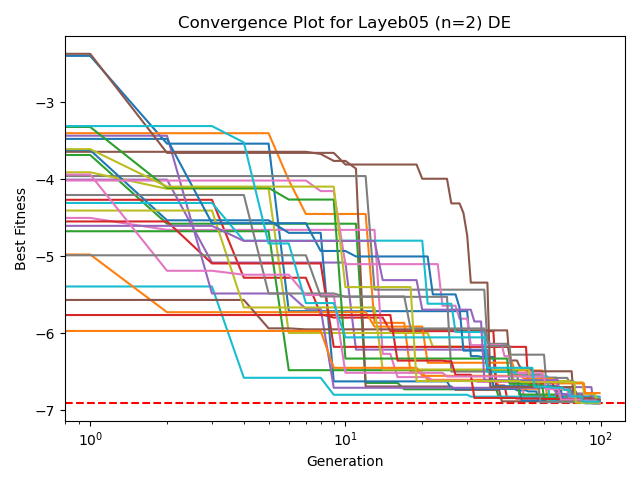 Convergence Plot for Layeb05 (n=2) DE
Best Fitness
−3
−4
−5
−6
−7
10⁰
10¹
10²
Generation